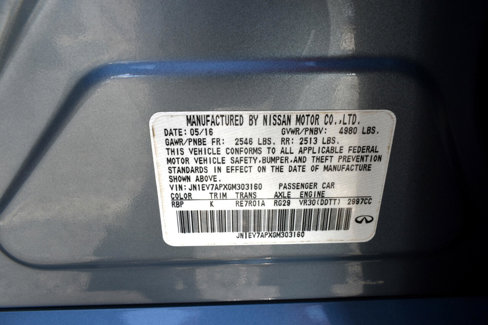 MANUFACTURED BY NISSAN MOTOR CO.,LTD.
DATE: 05/16 GVWR/PNBV: 4980 LBS.
GAWR/PNBE FR: 2546 LBS. RR: 2513 LBS.
THIS VEHICLE CONFORMS TO ALL APPLICABLE FEDERAL
MOTOR VEHICLE SAFETY,BUMPER,AND THEFT PREVENTION
STANDARDS IN EFFECT ON THE DATE OF MANUFACTURE
SHOWN ABOVE.
VIN: JN1EV7APXGM303160 PASSENGER CAR
COLOR TRIM TRANS AXLE ENGINE
RBP K RE7R01A RG29 VR30(DDTT) 2997CC
JN1EV7APXGM303160